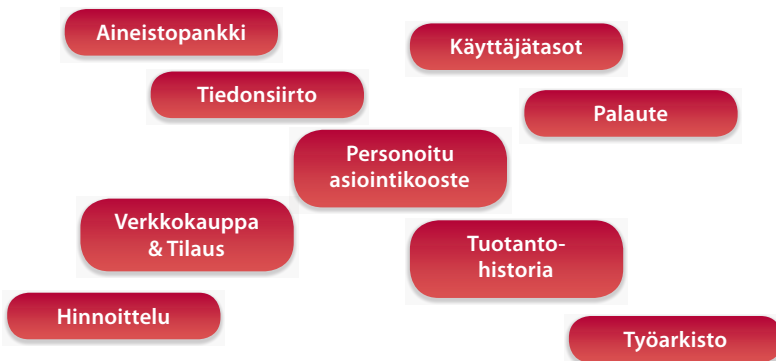 Aineistopankki
Käyttäjätasot
Tiedonsiirto
Palaute
Personoitu
asiointikooste
Verkkokauppa
& Tilaus
Tuotanto-
historia
Hinnoittelu
Työarkisto